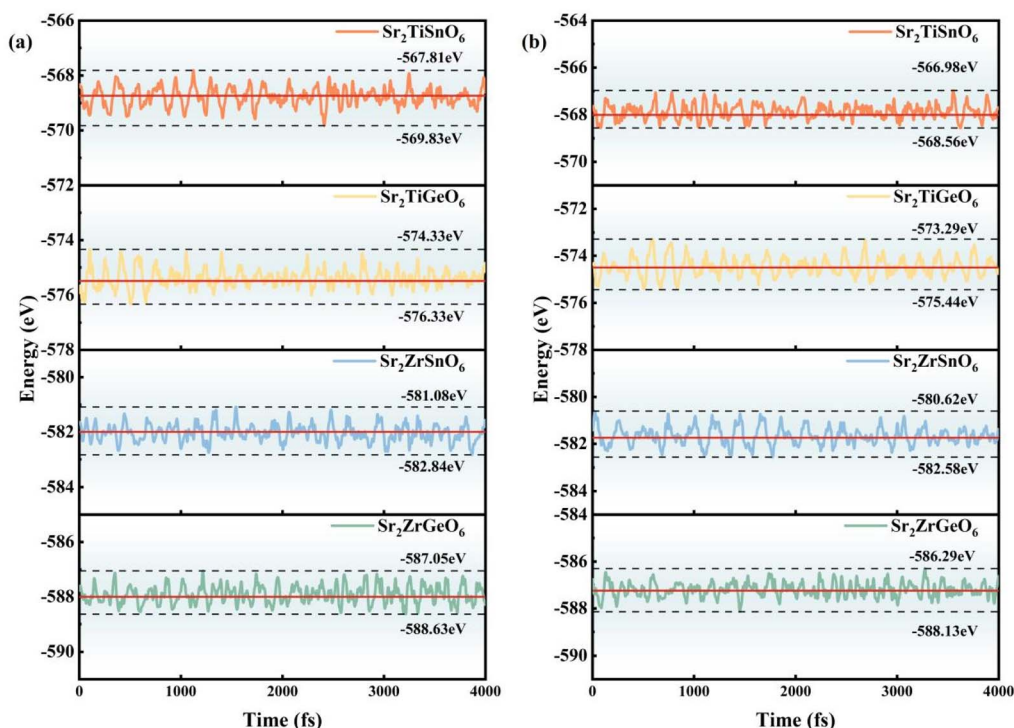 (a)
Energy (eV)
-566
-568
-570
-572
Sr₂TiSnO₆
-567.81eV
-569.83eV
-574
-576
-578
Sr₂TiGeO₆
-574.33eV
-576.33eV
-580
-582
-584
Sr₂ZrSnO₆
-581.08eV
-582.84eV
-586
-588
-590
Sr₂ZrGeO₆
-587.05eV
-588.63eV
0 1000 2000 3000 4000
Time (fs)
(b)
Energy (eV)
-564
-566
-568
-570
Sr₂TiSnO₆
-566.98eV
-568.56eV
-572
-574
-576
-578
Sr₂TiGeO₆
-573.29eV
-575.44eV
-580
-582
-584
Sr₂ZrSnO₆
-580.62eV
-582.58eV
-584
-586
-588
-590
Sr₂ZrGeO₆
-586.29eV
-588.13eV
0 1000 2000 3000 4000
Time (fs)